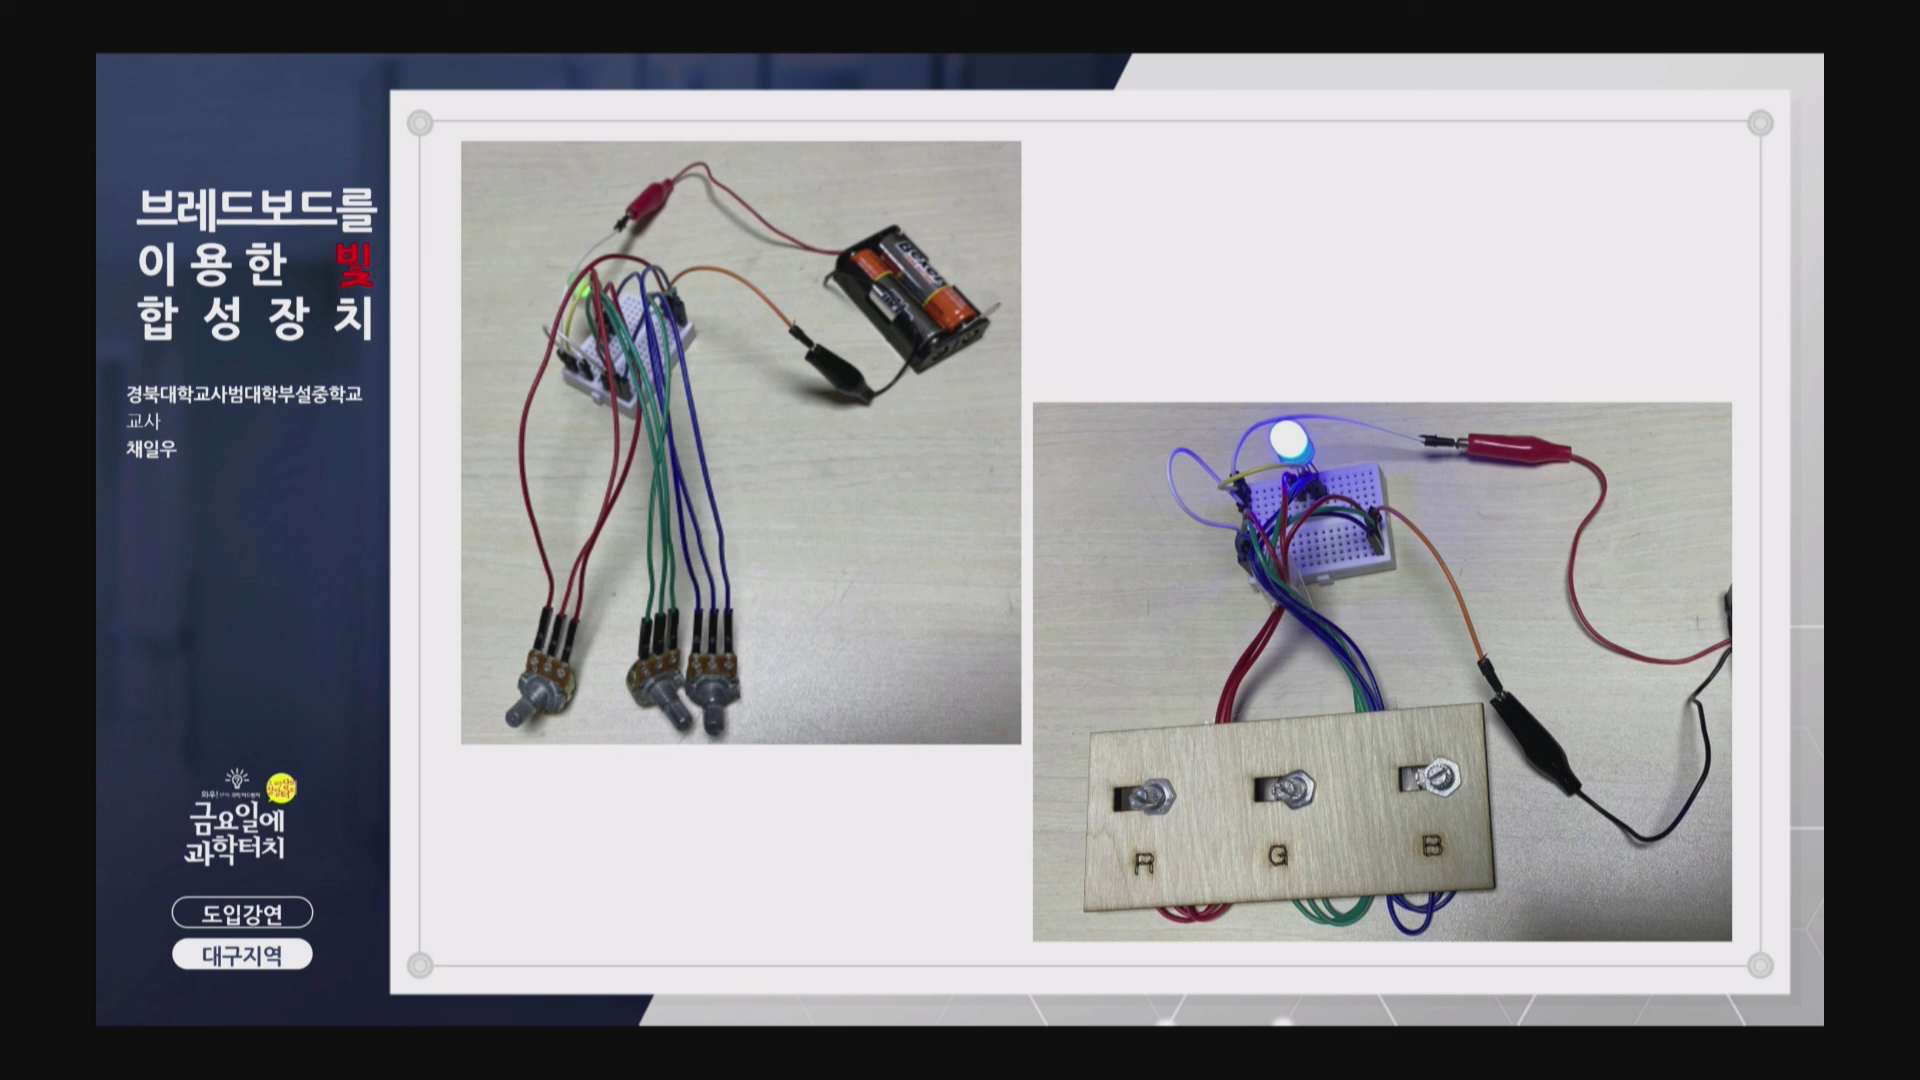 브레드보드를
이용한 빛
합성장치
경북대학교사범대학부설중학교
교사
채일우
금요일에
과학터치
도입강연
대구지역
R
G
B